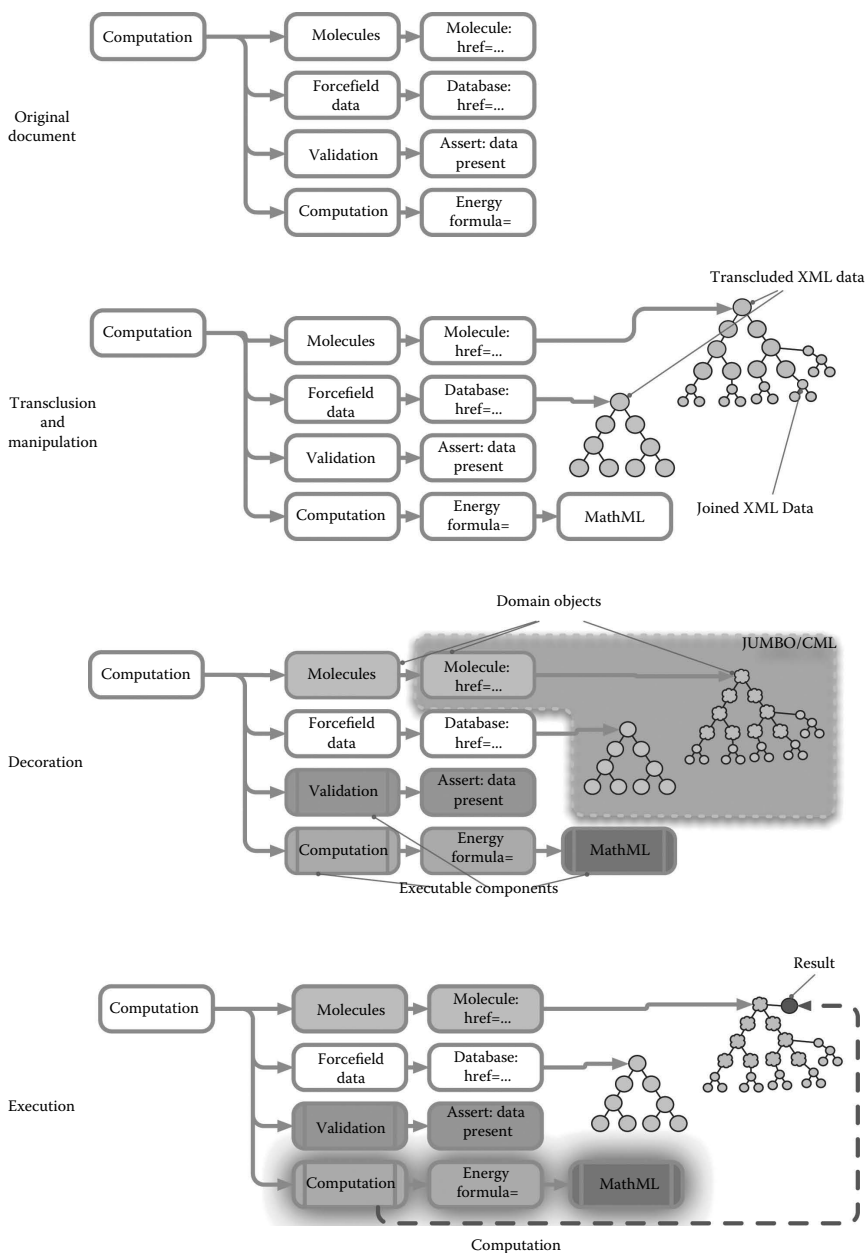 Computation
Molecules
Molecule:
href=...
Original
document
Forcefield
data
Database:
href=...
Validation
Assert: data
present
Computation
Energy
formula=
Transcluded XML data
Computation
Molecules
Molecule:
href=...
Transclusion
and
manipulation
Forcefield
data
Database:
href=...
Validation
Assert: data
present
Computation
Energy
formula=
MathML
Joined XML Data
Domain objects
JUMBO/CML
Computation
Molecules
Molecule:
href=...
Forcefield
data
Database:
href=...
Decoration
Validation
Assert: data
present
Computation
Energy
formula=
MathML
Executable components
Result
Computation
Molecules
Molecule:
href=...
Forcefield
data
Database:
href=...
Execution
Validation
Assert: data
present
Computation
Energy
formula=
MathML
Computation